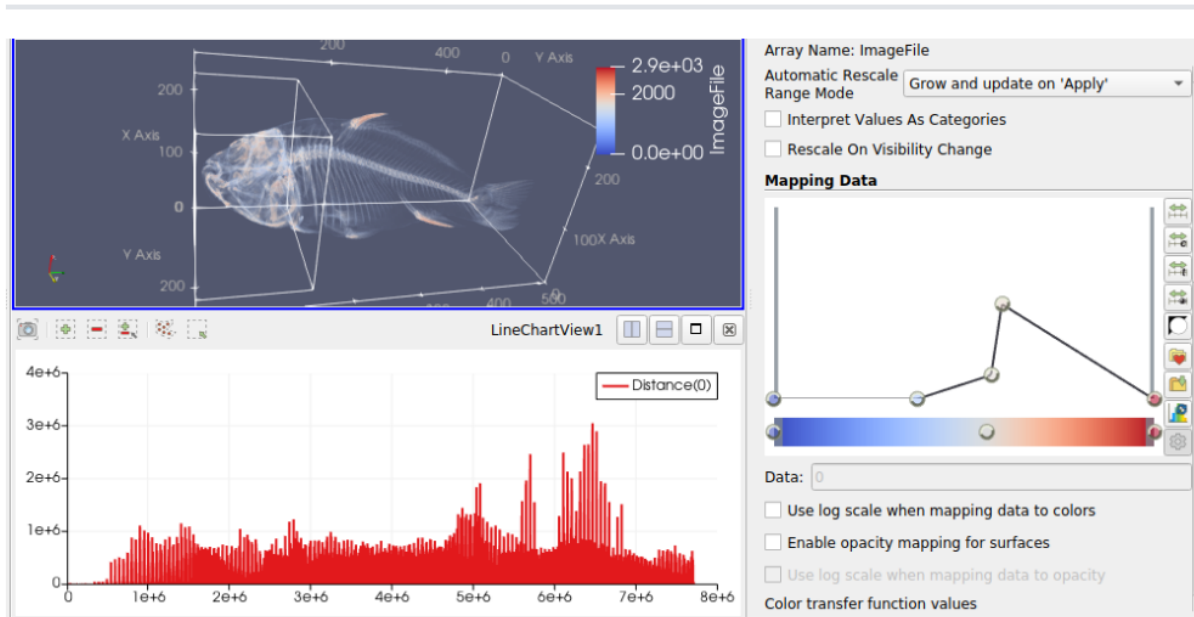 200
400
0
Y Axis
2.9e+03
2000
0.0e+00
ImageFile
200
X Axis
100
0
Y Axis
200
200
100X Axis
400
500
LineChartView1
4e+6
3e+6
2e+6
1e+6
0
Distance(0)
0
1e+6
2e+6
3e+6
4e+6
5e+6
6e+6
7e+6
8e+6
Array Name: ImageFile
Automatic Rescale
Range Mode
Grow and update on 'Apply'
Interpret Values As Categories
Rescale On Visibility Change
Mapping Data
Data: 0
Use log scale when mapping data to colors
Enable opacity mapping for surfaces
Use log scale when mapping data to opacity
Color transfer function values